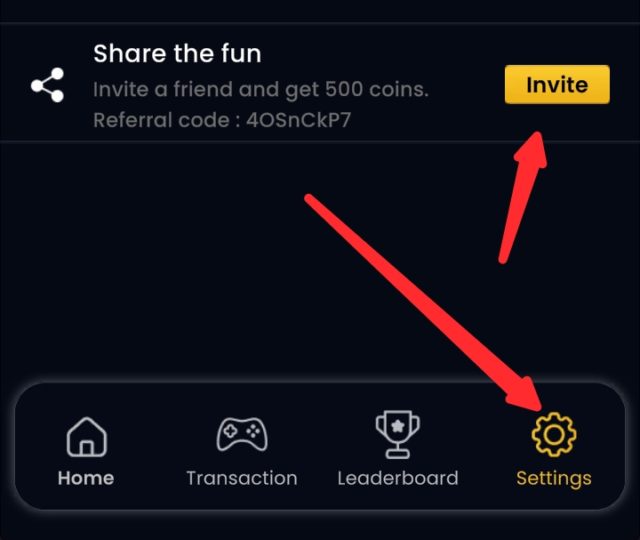 Share the fun
Invite a friend and get 500 coins.
Referral code : 4OSnCkP7
Invite
Home
Transaction
Leaderboard
Settings